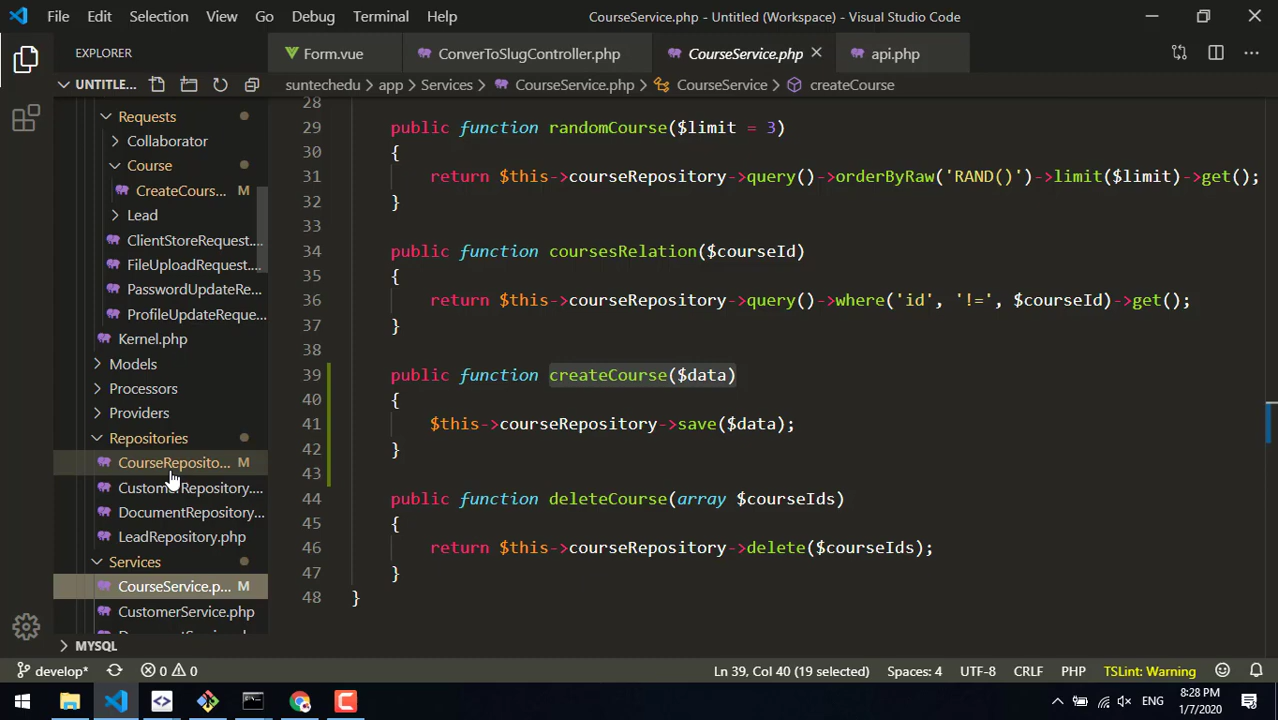 File Edit Selection View Go Debug Terminal Help
CourseService.php - Untitled (Workspace) - Visual Studio Code
EXPLORER
Form.vue
ConverToSlugController.php
CourseService.php
api.php
UNTITLE...
suntechedu > app > Services > CourseService.php > CourseService > createCourse
Requests
Collaborator
Course
CreateCours... M
Lead
ClientStoreRequest....
FileUploadRequest....
PasswordUpdateRe...
ProfileUpdateReque...
Kernel.php
Models
Processors
Providers
Repositories
CourseReposito... M
CustomerRepository....
DocumentRepository...
LeadRepository.php
Services
CourseService.p... M
CustomerService.php
MYSQL
28
29 public function randomCourse($limit = 3)
30 {
31 return $this->courseRepository->query()->orderByRaw('RAND()')->limit($limit)->get();
32 }
33
34 public function coursesRelation($courseId)
35 {
36 return $this->courseRepository->query()->where('id', '!=', $courseId)->get();
37 }
38
39 public function createCourse($data)
40 {
41 $this->courseRepository->save($data);
42 }
43
44 public function deleteCourse(array $courseIds)
45 {
46 return $this->courseRepository->delete($courseIds);
47 }
48 }
develop* 0 0 Ln 39, Col 40 (19 selected) Spaces: 4 UTF-8 CRLF PHP TSLint: Warning
ENG
8:28 PM
1/7/2020